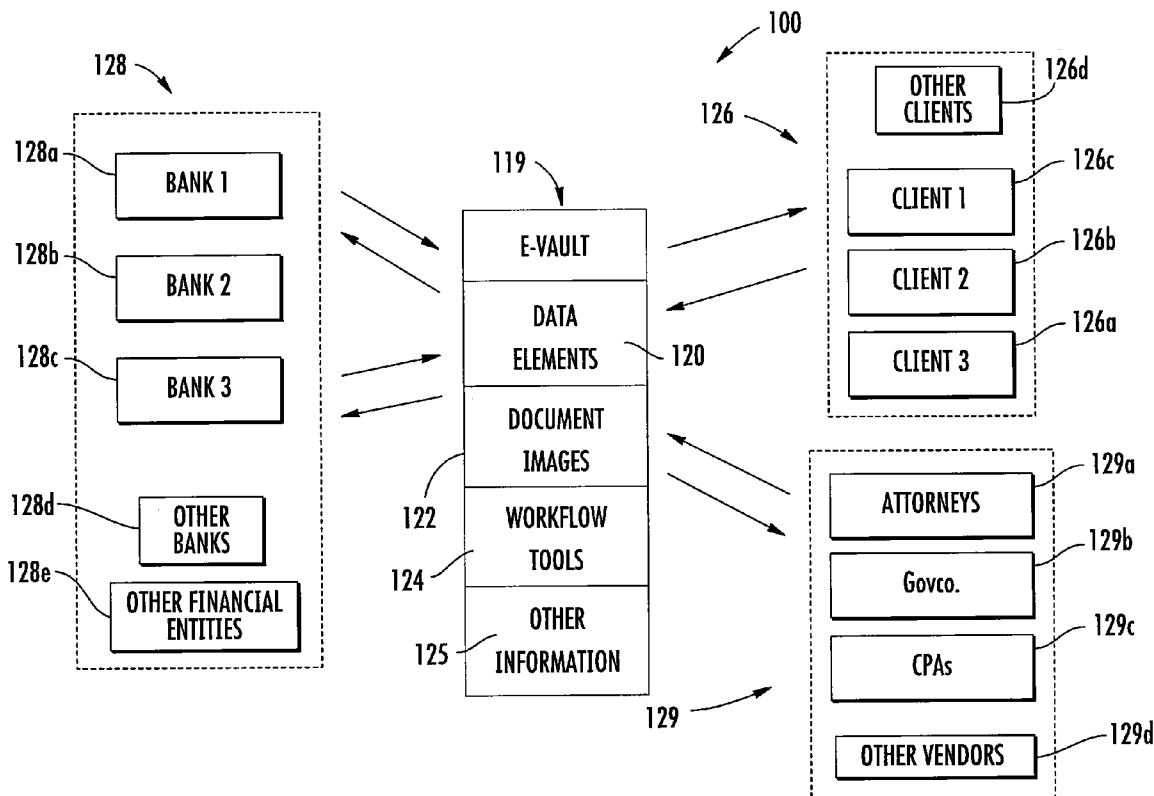 100
128
128a
BANK 1
128b
BANK 2
128c
BANK 3
128d
OTHER
BANKS
128e
OTHER FINANCIAL
ENTITIES
119
E-VAULT
DATA
ELEMENTS
120
DOCUMENT
IMAGES
122
WORKFLOW
TOOLS
124
OTHER
INFORMATION
125
126
OTHER
CLIENTS
126d
CLIENT 1
126c
CLIENT 2
126b
CLIENT 3
126a
129
ATTORNEYS
129a
Govco.
129b
CPAs
129c
OTHER VENDORS
129d